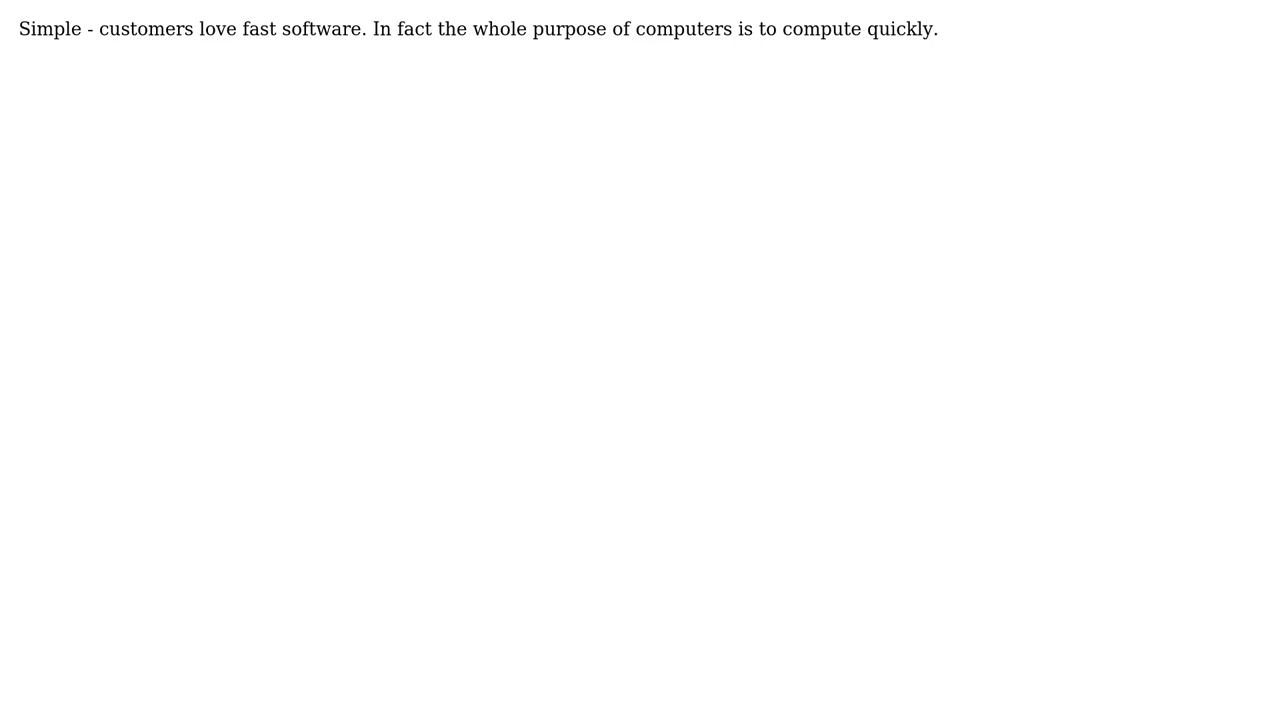 Simple - customers love fast software. In fact the whole purpose of computers is to compute quickly.